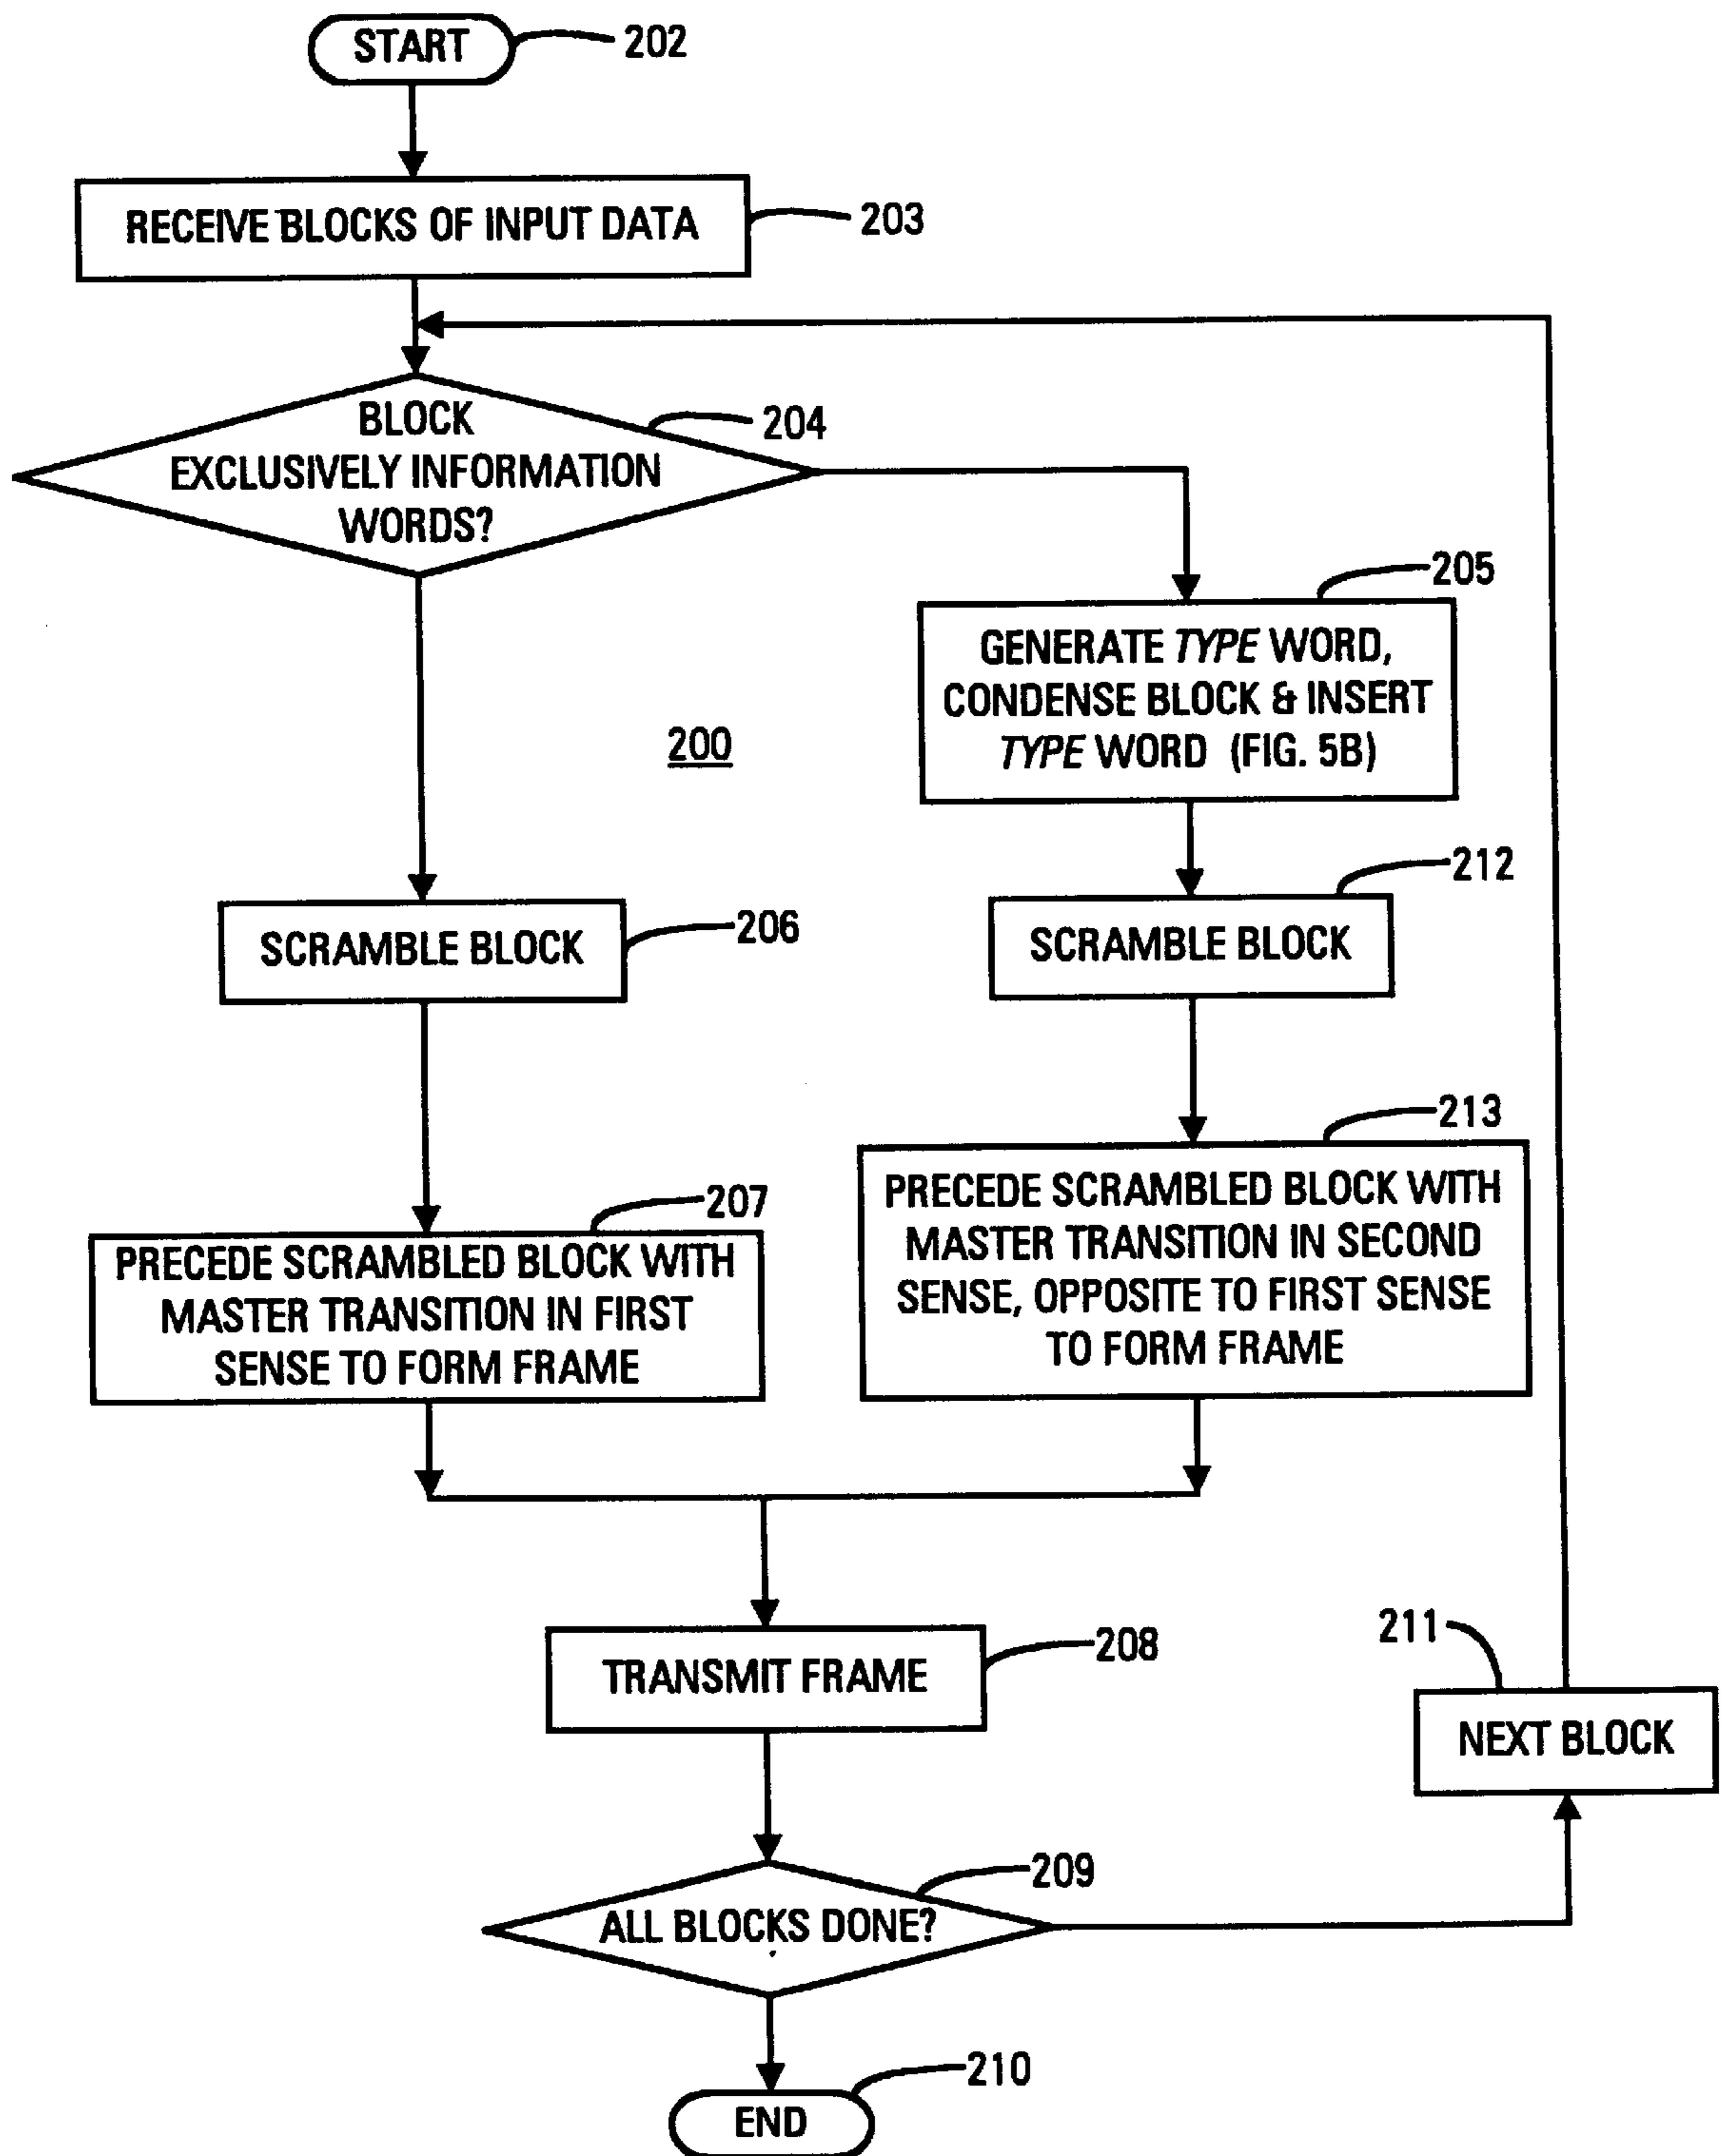 START
202
RECEIVE BLOCKS OF INPUT DATA
203
BLOCK
EXCLUSIVELY INFORMATION
WORDS?
204
205
GENERATE TYPE WORD,
CONDENSE BLOCK & INSERT
TYPE WORD (FIG. 5B)
200
212
SCRAMBLE BLOCK
206
SCRAMBLE BLOCK
213
207
PRECEDE SCRAMBLED BLOCK WITH
MASTER TRANSITION IN FIRST
SENSE TO FORM FRAME
PRECEDE SCRAMBLED BLOCK WITH
MASTER TRANSITION IN SECOND
SENSE, OPPOSITE TO FIRST SENSE
TO FORM FRAME
TRANSMIT FRAME
208
211
NEXT BLOCK
209
ALL BLOCKS DONE?
210
END